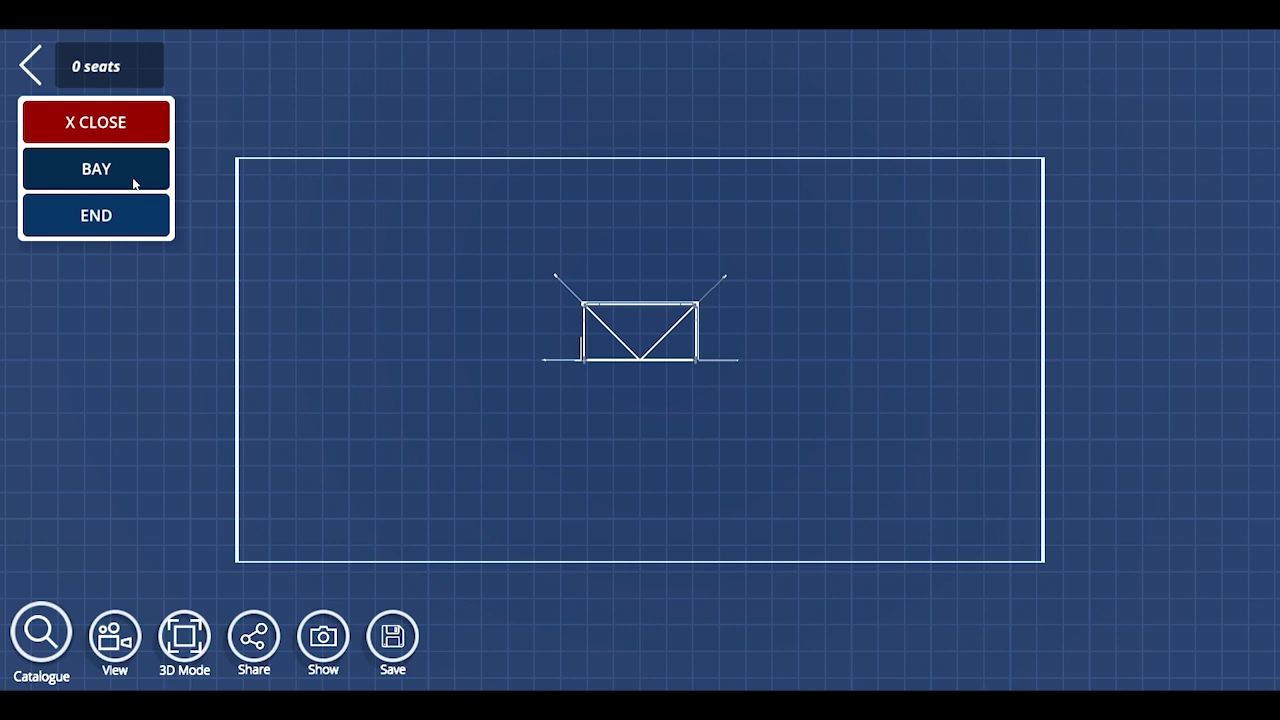 0 seats
X CLOSE
BAY
END
Catalogue
View
3D Mode
Share
Show
Save